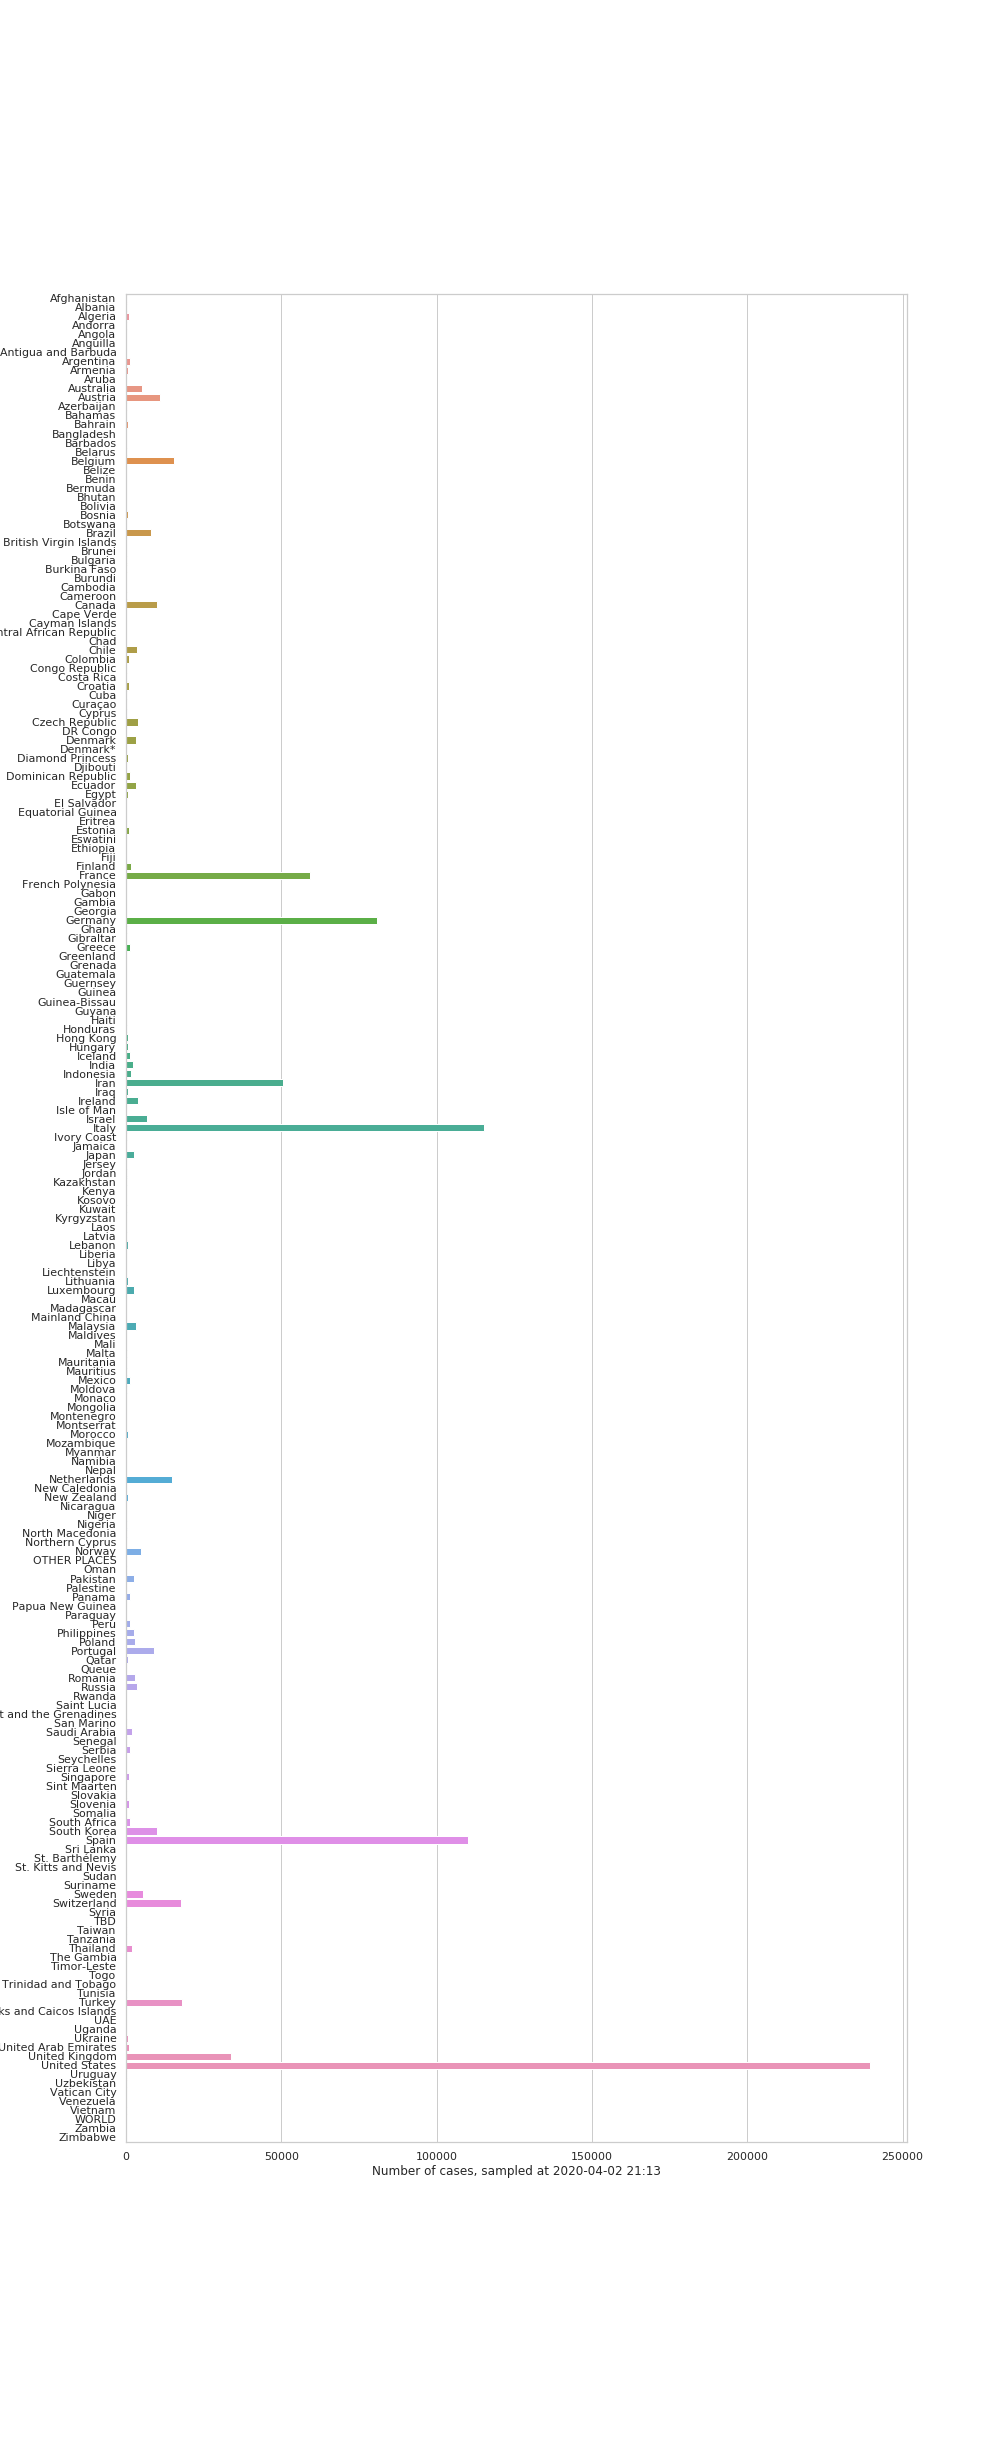 Afghanistan
Albania
Algeria
Andorra
Angola
Anguilla
Antigua and Barbuda
Argentina
Armenia
Aruba
Australia
Austria
Azerbaijan
Bahamas
Bahrain
Bangladesh
Barbados
Belarus
Belgium
Belize
Benin
Bermuda
Bhutan
Bolivia
Bosnia
Botswana
Brazil
British Virgin Islands
Brunei
Bulgaria
Burkina Faso
Burundi
Cambodia
Cameroon
Canada
Cape Verde
Cayman Islands
ntral African Republic
Chad
Chile
Colombia
Congo Republic
Costa Rica
Croatia
Cuba
Curaçao
Cyprus
Czech Republic
DR Congo
Denmark
Denmark*
Diamond Princess
Djibouti
Dominican Republic
Ecuador
Egypt
El Salvador
Equatorial Guinea
Eritrea
Estonia
Eswatini
Ethiopia
Fiji
Finland
France
French Polynesia
Gabon
Gambia
Georgia
Germany
Ghana
Gibraltar
Greece
Greenland
Grenada
Guatemala
Guernsey
Guinea
Guinea-Bissau
Guyana
Haiti
Honduras
Hong Kong
Hungary
Iceland
India
Indonesia
Iran
Iraq
Ireland
Isle of Man
Israel
Italy
Ivory Coast
Jamaica
Japan
Jersey
Jordan
Kazakhstan
Kenya
Kosovo
Kuwait
Kyrgyzstan
Laos
Latvia
Lebanon
Liberia
Libya
Liechtenstein
Lithuania
Luxembourg
Macau
Madagascar
Mainland China
Malaysia
Maldives
Mali
Malta
Mauritania
Mauritius
Mexico
Moldova
Monaco
Mongolia
Montenegro
Montserrat
Morocco
Mozambique
Myanmar
Namibia
Nepal
Netherlands
New Caledonia
New Zealand
Nicaragua
Niger
Nigeria
North Macedonia
Northern Cyprus
Norway
OTHER PLACES
Oman
Pakistan
Palestine
Panama
Papua New Guinea
Paraguay
Peru
Philippines
Poland
Portugal
Qatar
Queue
Romania
Russia
Rwanda
Saint Lucia
t and the Grenadines
San Marino
Saudi Arabia
Senegal
Serbia
Seychelles
Sierra Leone
Singapore
Sint Maarten
Slovakia
Slovenia
Somalia
South Africa
South Korea
Spain
Sri Lanka
St. Barthélemy
St. Kitts and Nevis
Sudan
Suriname
Sweden
Switzerland
Syria
TBD
Taiwan
Tanzania
Thailand
The Gambia
Timor-Leste
Togo
Trinidad and Tobago
Tunisia
Turkey
ks and Caicos Islands
UAE
Uganda
Ukraine
United Arab Emirates
United Kingdom
United States
Uruguay
Uzbekistan
Vatican City
Venezuela
Vietnam
WORLD
Zambia
Zimbabwe
0 50000 100000 150000 200000 250000
Number of cases, sampled at 2020-04-02 21:13